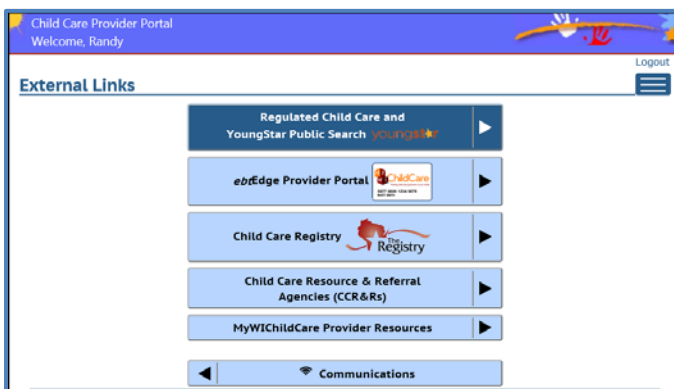 Child Care Provider Portal
Welcome, Randy
Logout
External Links
Regulated Child Care and
YoungStar Public Search youngstar
ebtEdge Provider Portal ChildCare
Child Care Registry The Registry
Child Care Resource & Referral
Agencies (CCR&Rs)
MyWIChildCare Provider Resources
Communications